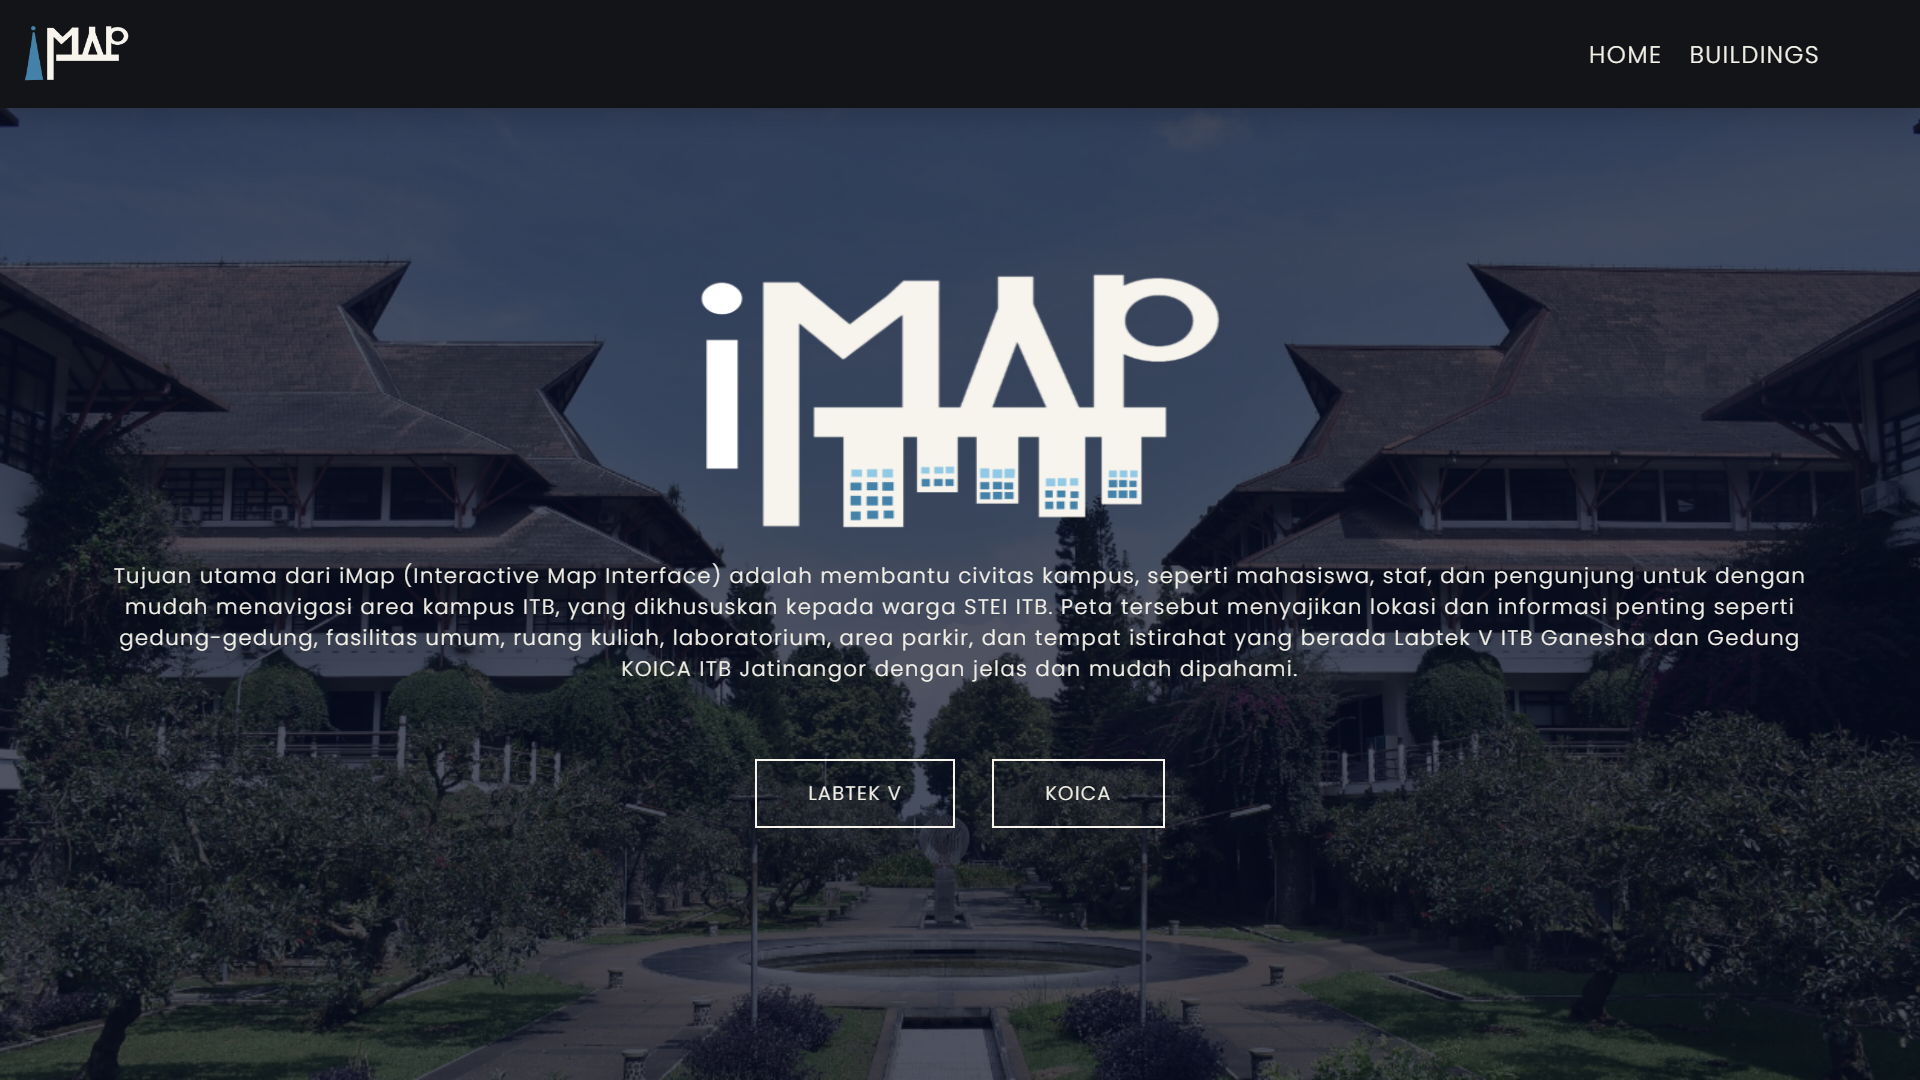 iMAP
HOME BUILDINGS
iMAP
Tujuan utama dari iMap (Interactive Map Interface) adalah membantu civitas kampus, seperti mahasiswa, staf, dan pengunjung untuk dengan
mudah menavigasi area kampus ITB, yang dikhususkan kepada warga STEI ITB. Peta tersebut menyajikan lokasi dan informasi penting seperti
gedung-gedung, fasilitas umum, ruang kuliah, laboratorium, area parkir, dan tempat istirahat yang berada Labtek V ITB Ganesha dan Gedung
KOICA ITB Jatinangor dengan jelas dan mudah dipahami.
LABTEK V
KOICA